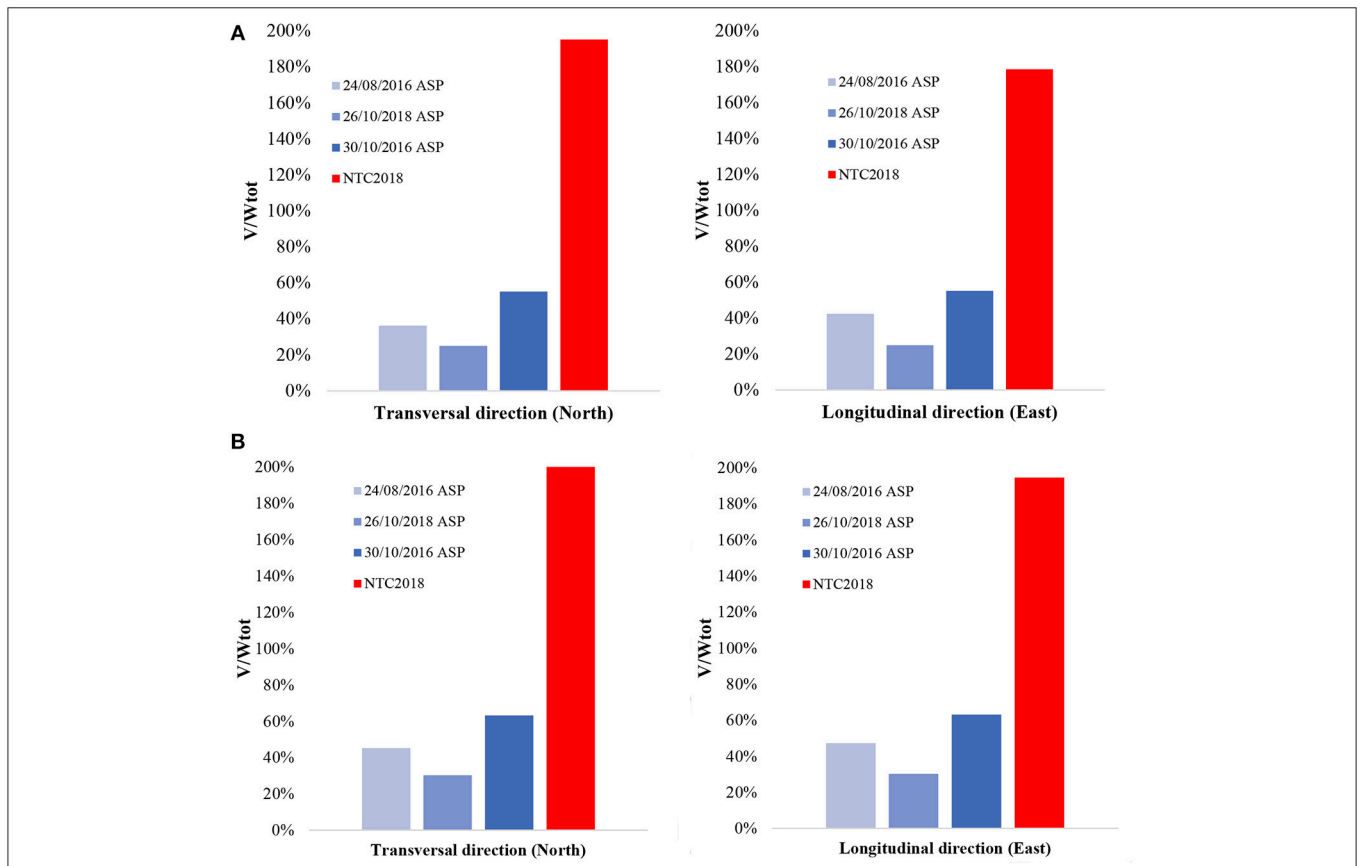 A
V/Wtot
200%
180%
160%
140%
120%
100%
80%
60%
40%
20%
0%
24/08/2016 ASP
26/10/2018 ASP
30/10/2016 ASP
NTC2018
Transversal direction (North)
V/Wtot
200%
180%
160%
140%
120%
100%
80%
60%
40%
20%
0%
24/08/2016 ASP
26/10/2018 ASP
30/10/2016 ASP
NTC2018
Longitudinal direction (East)
B
V/Wtot
200%
180%
160%
140%
120%
100%
80%
60%
40%
20%
0%
24/08/2016 ASP
26/10/2018 ASP
30/10/2016 ASP
NTC2018
Transversal direction (North)
V/Wtot
200%
180%
160%
140%
120%
100%
80%
60%
40%
20%
0%
24/08/2016 ASP
26/10/2018 ASP
30/10/2016 ASP
NTC2018
Longitudinal direction (East)